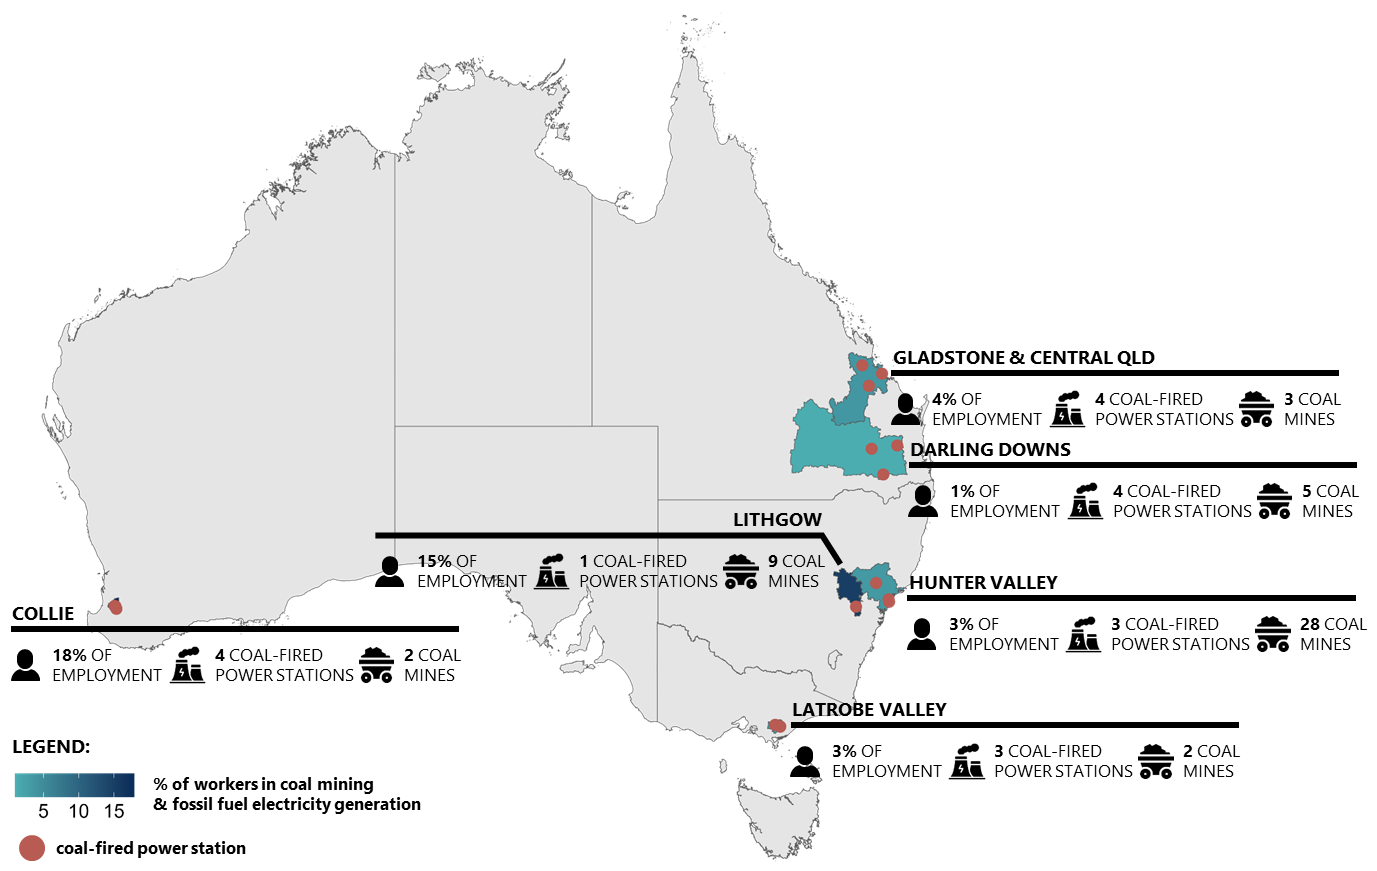 GLADSTONE & CENTRAL QLD
4% OF
EMPLOYMENT
4 COAL-FIRED
POWER STATIONS
3 COAL
MINES
DARLING DOWNS
1% OF
EMPLOYMENT
4 COAL-FIRED
POWER STATIONS
5 COAL
MINES
LITHGOW
15% OF
EMPLOYMENT
1 COAL-FIRED
POWER STATIONS
9 COAL
MINES
HUNTER VALLEY
3% OF
EMPLOYMENT
3 COAL-FIRED
POWER STATIONS
28 COAL
MINES
COLLIE
18% OF
EMPLOYMENT
4 COAL-FIRED
POWER STATIONS
2 COAL
MINES
LATROBE VALLEY
3% OF
EMPLOYMENT
3 COAL-FIRED
POWER STATIONS
2 COAL
MINES
LEGEND:
% of workers in coal mining
& fossil fuel electricity generation
5 10 15
coal-fired power station